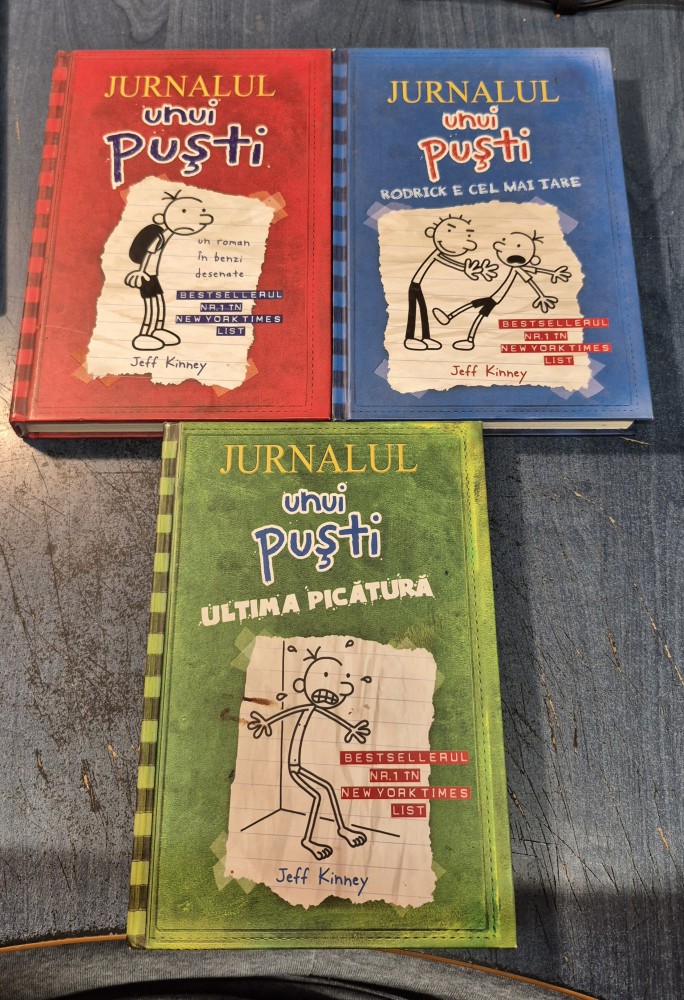 JURNALUL
unui
puşti
un roman
în benzi
desenate
BESTSELLERUL
NR.1 ÎN
NEW YORK TIMES
LIST
Jeff Kinney
JURNALUL
unui
puşti
RODRICK E CEL MAI TARE
BESTSELLERUL
NR.1 ÎN
NEW YORK TIMES
LIST
Jeff Kinney
JURNALUL
unui
puşti
ULTIMA PICĂTURĂ
BESTSELLERUL
NR.1 ÎN
NEW YORK TIMES
LIST
Jeff Kinney